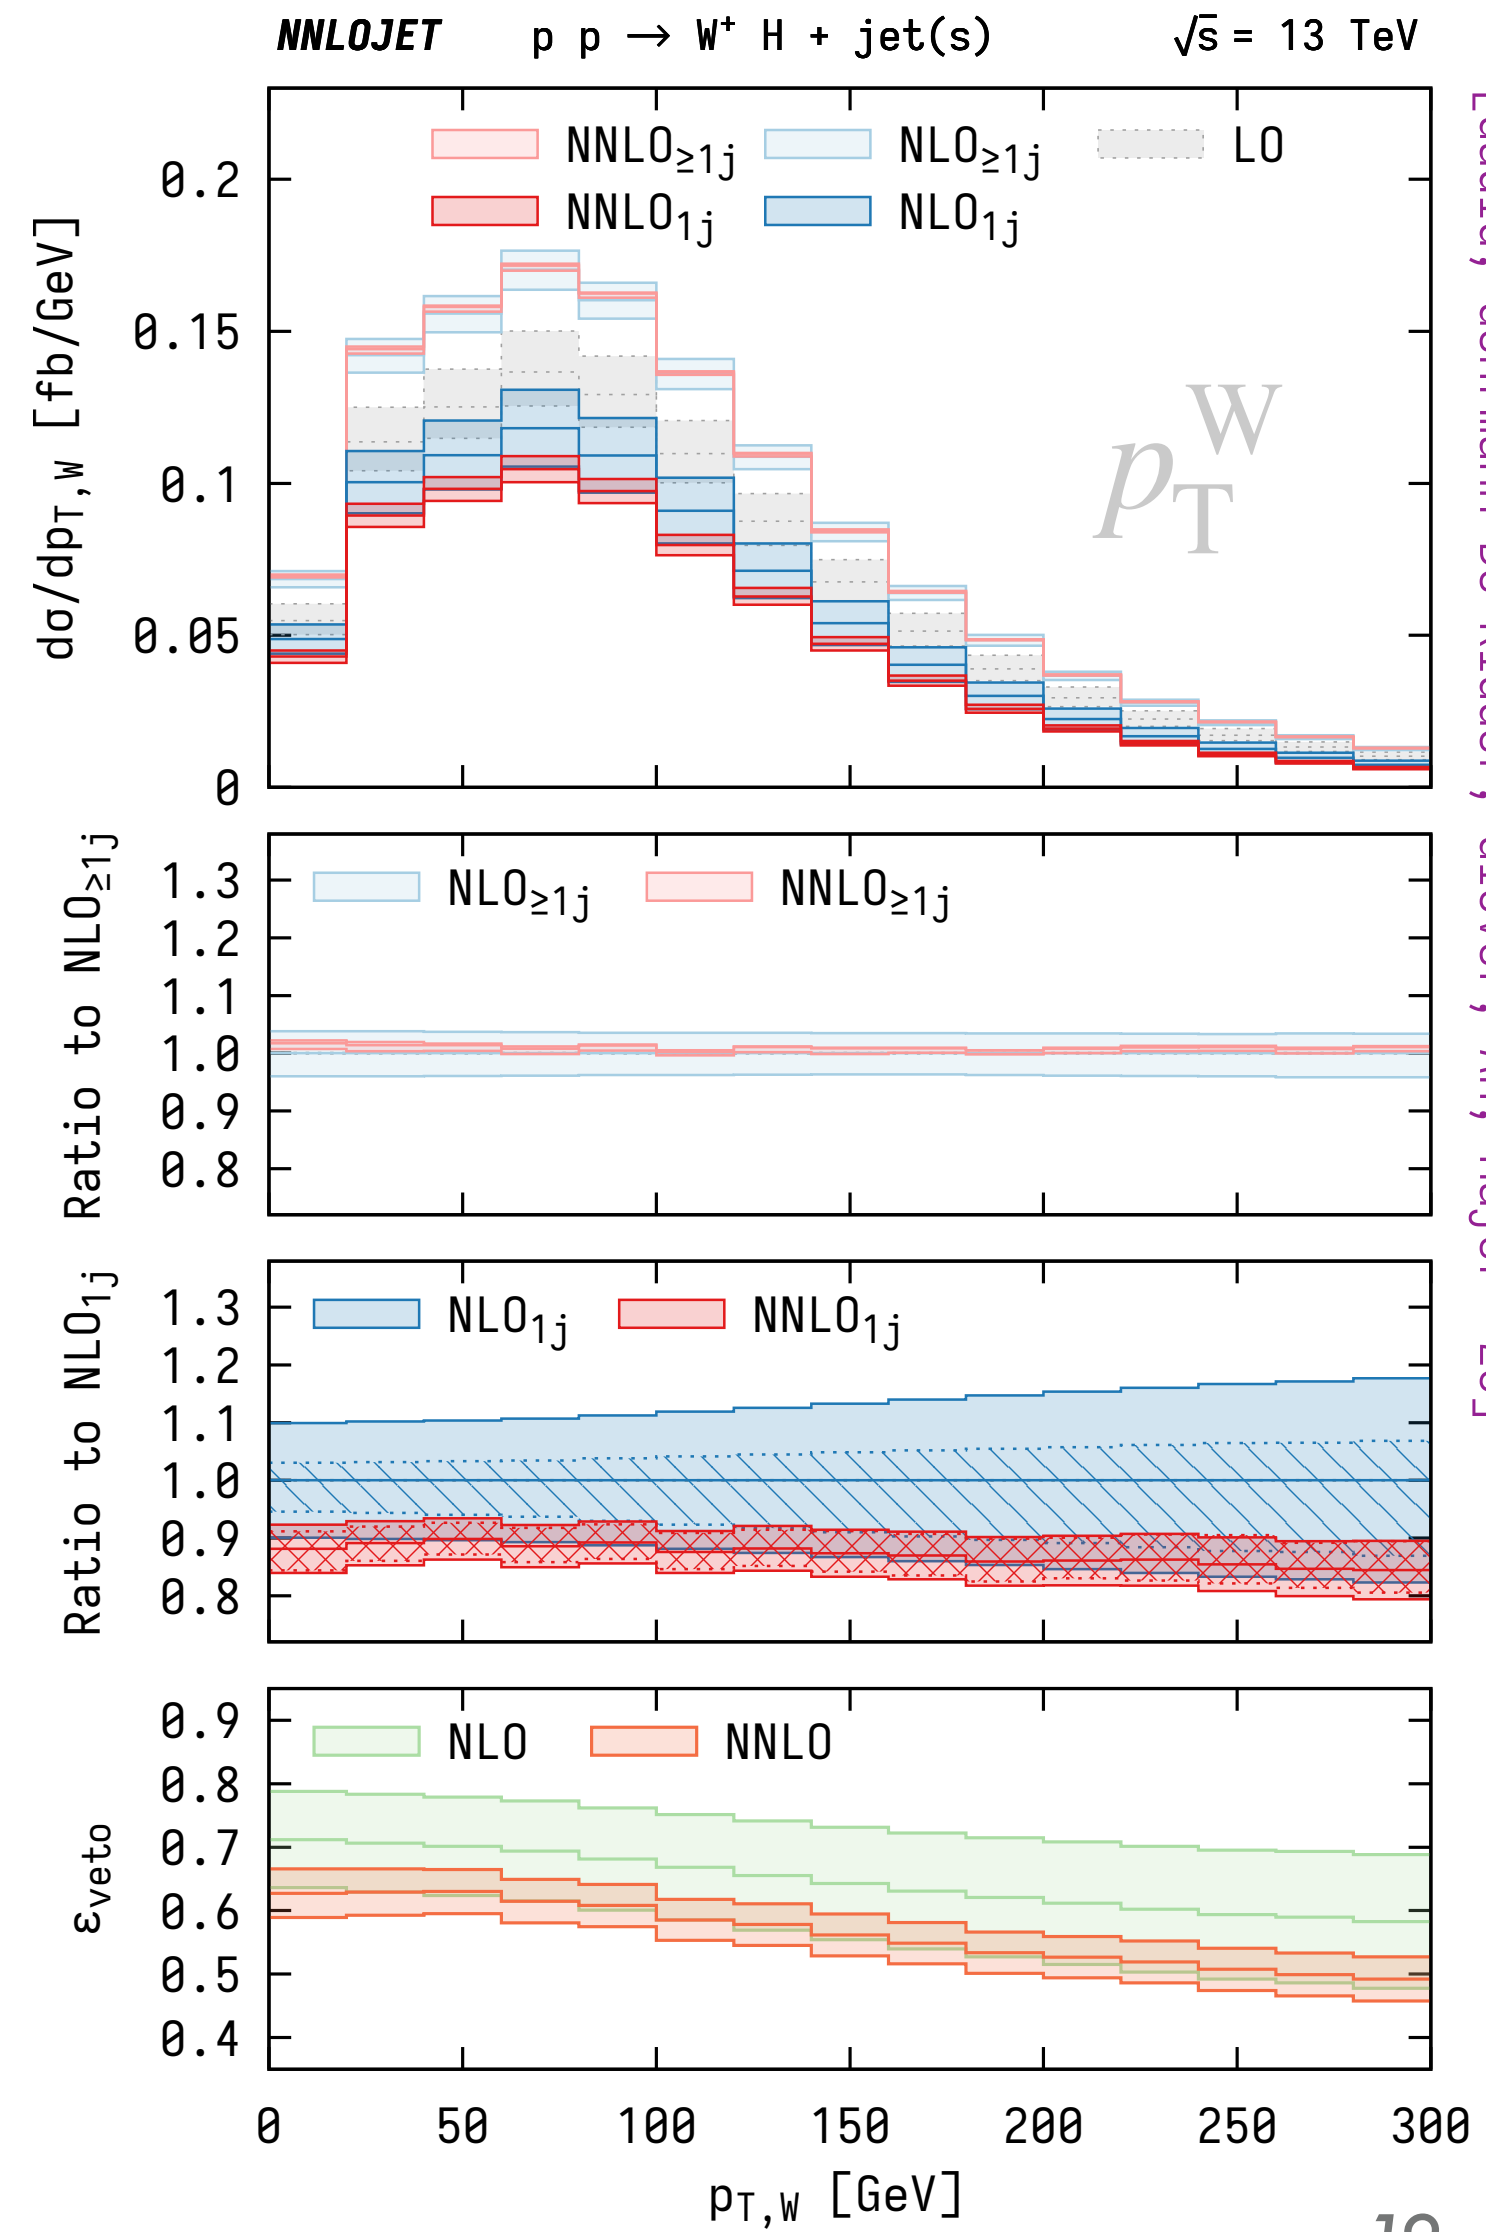 NNLOJET p p → W⁺ H + jet(s) √s = 13 TeV
NNLO≥1j NLO≥1j LO
NNLO1j NLO1j
dσ/dpT,W [fb/GeV]
0.2
0.15
0.1
0.05
0
pTW
Ratio to NLO≥1j
NLO≥1j NNLO≥1j
1.3
1.2
1.1
1.0
0.9
0.8
Ratio to NLO1j
NLO1j NNLO1j
1.3
1.2
1.1
1.0
0.9
0.8
εveto
NLO NNLO
0.9
0.8
0.7
0.6
0.5
0.4
0 50 100 150 200 250 300
pT,W [GeV]